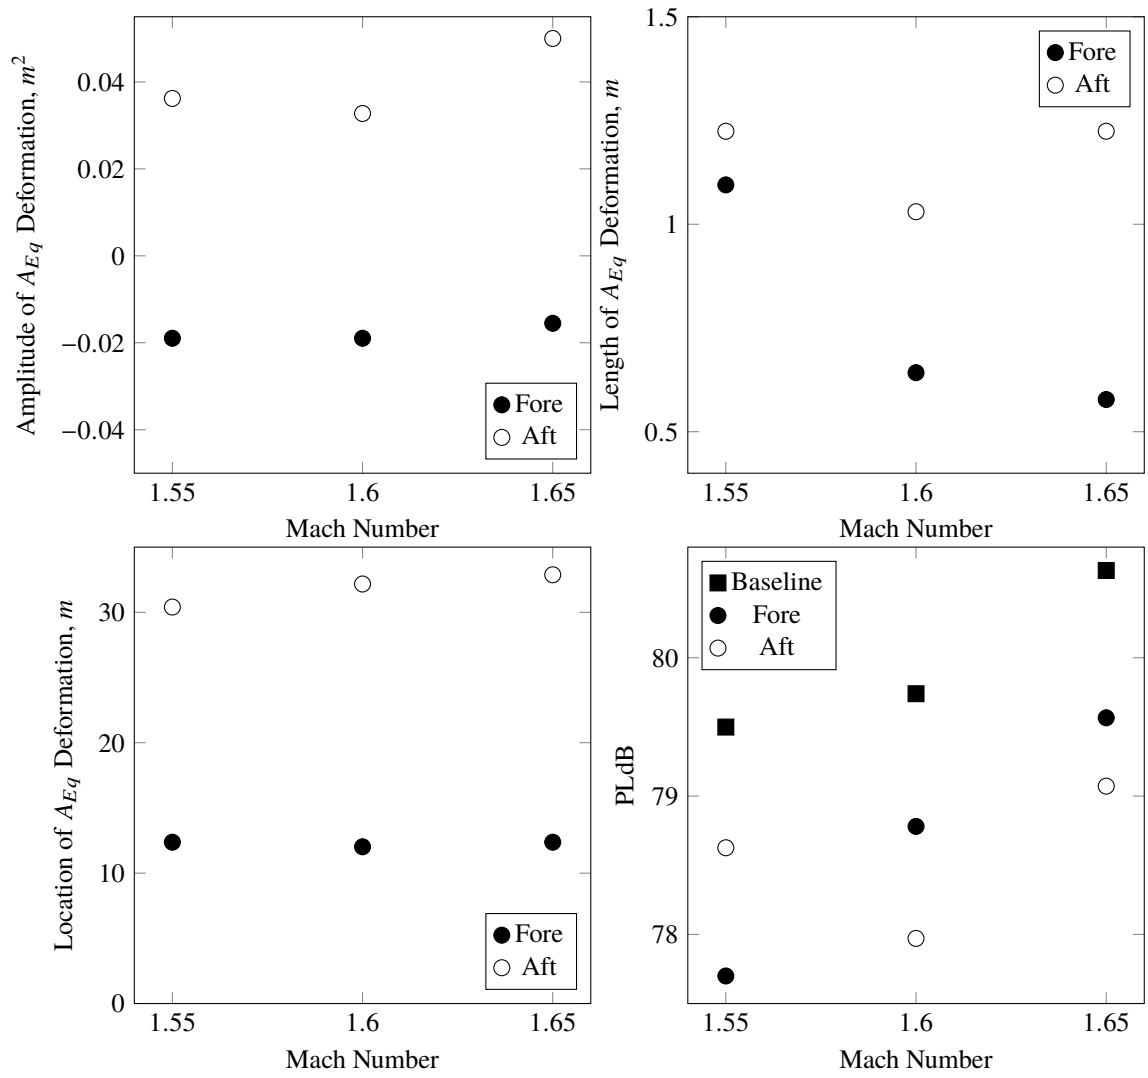 Amplitude of A_{Eq} Deformation, m²
0.04
0.02
0
−0.02
−0.04
Fore
Aft
1.55 1.6 1.65
Mach Number
Length of A_{Eq} Deformation, m
1.5
1
0.5
Fore
Aft
1.55 1.6 1.65
Mach Number
Location of A_{Eq} Deformation, m
30
20
10
0
Fore
Aft
1.55 1.6 1.65
Mach Number
PLdB
80
79
78
Baseline
Fore
Aft
1.55 1.6 1.65
Mach Number